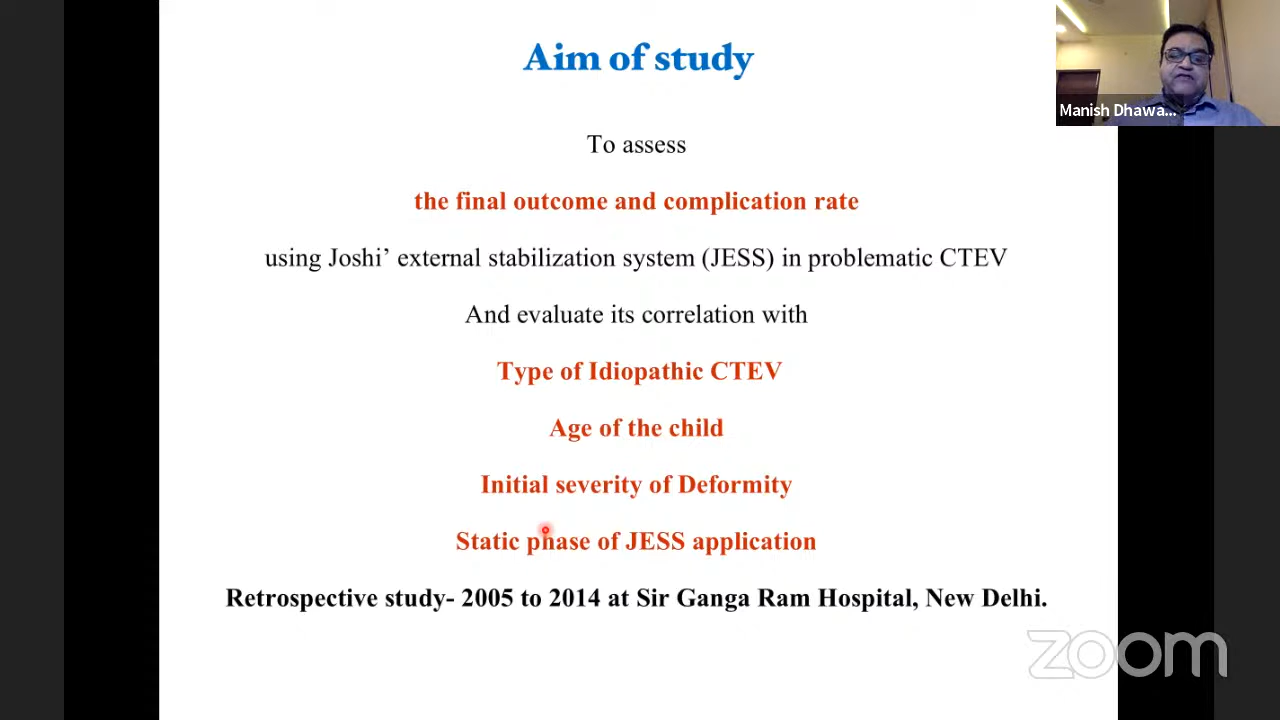 Aim of study
Manish Dhawa...
To assess
the final outcome and complication rate
using Joshi’ external stabilization system (JESS) in problematic CTEV
And evaluate its correlation with
Type of Idiopathic CTEV
Age of the child
Initial severity of Deformity
Static phase of JESS application
Retrospective study- 2005 to 2014 at Sir Ganga Ram Hospital, New Delhi.
zoom